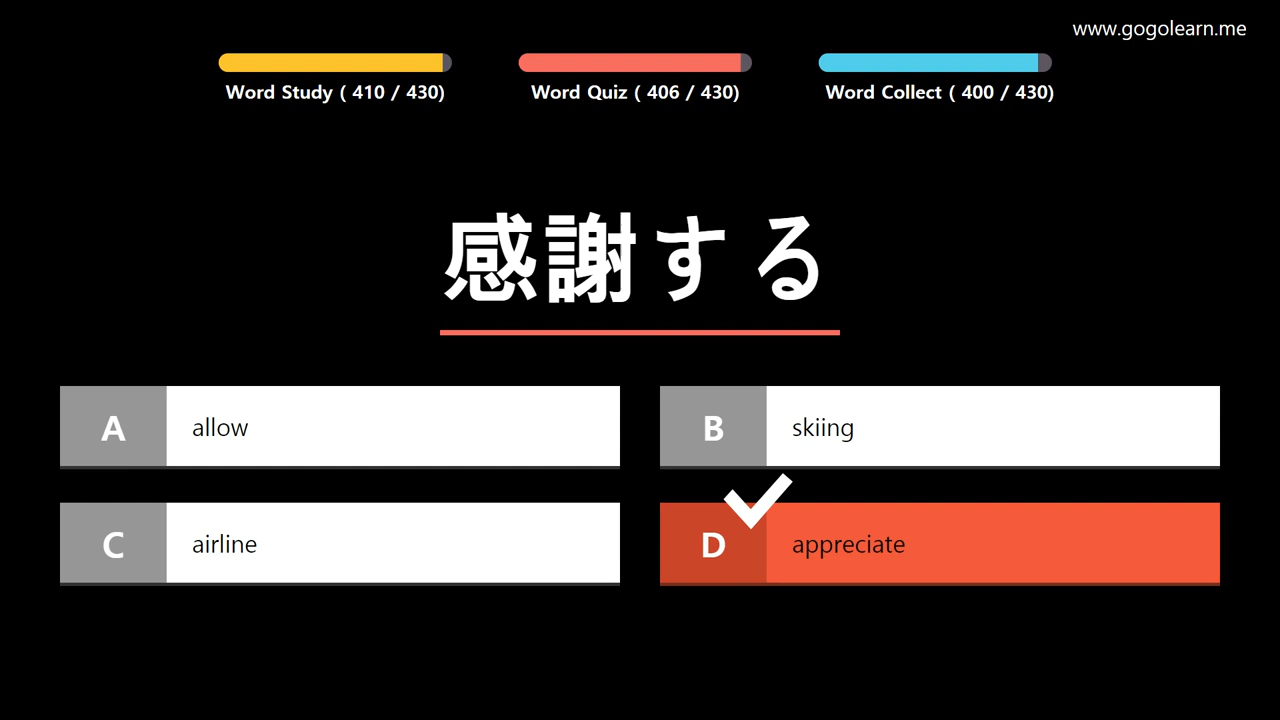 www.gogolearn.me
Word Study ( 410 / 430)
Word Quiz ( 406 / 430)
Word Collect ( 400 / 430)
感謝する
A allow
B skiing
C airline
D appreciate